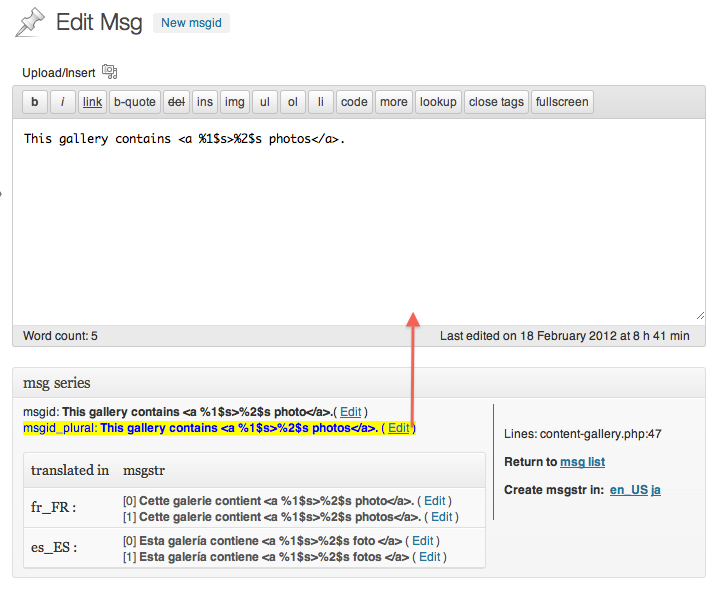 Edit Msg New msgid
Upload/Insert
b i link b-quote del ins img ul ol li code more lookup close tags fullscreen
This gallery contains <a %1$s>%2$s photos</a>.
Word count: 5 Last edited on 18 February 2012 at 8 h 41 min
msg series
msgid: This gallery contains <a %1$s>%2$s photo</a>.( Edit )
msgid_plural: This gallery contains <a %1$s>%2$s photos</a>. ( Edit )
Lines: content-gallery.php:47
Return to msg list
Create msgstr in: en_US ja
translated in msgstr
fr_FR :
[0] Cette galerie contient <a %1$s>%2$s photo</a>. ( Edit )
[1] Cette galerie contient <a %1$s>%2$s photos</a>. ( Edit )
es_ES :
[0] Esta galería contiene <a %1$s>%2$s foto </a> ( Edit )
[1] Esta galería contiene <a %1$s>%2$s fotos </a> ( Edit )